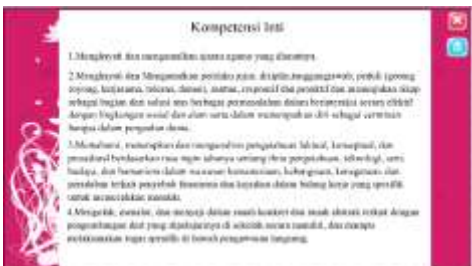 Kompetensi Inti
1.Menghayati dan mengamalkan ajaran agama yang dianutnya.
2.Menghayati dan Mengamalkan perilaku jujur, disiplin,tanggungjawab, peduli (gotong
royong, kerjasama, toleran, damai), santun, responsif dan proaktif dan menunjukan sikap
sebagai bagian dari solusi atas berbagai permasalahan dalam berinteraksi secara efektif
dengan lingkungan sosial dan alam serta dalam menempatkan diri sebagai cerminan
bangsa dalam pergaulan dunia.
3.Memahami, menerapkan dan menganalisis pengetahuan faktual, konseptual, dan
prosedural berdasarkan rasa ingin tahunya tentang ilmu pengetahuan, teknologi, seni,
budaya, dan humaniora dalam wawasan kemanusiaan, kebangsaan, kenegaraan, dan
peradaban terkait penyebab fenomena dan kejadian dalam bidang kerja yang spesifik
untuk memecahkan masalah.
4.Mengolah, menalar, dan menyaji dalam ranah konkret dan ranah abstrak terkait dengan
pengembangan dari yang dipelajarinya di sekolah secara mandiri, dan mampu
melaksanakan tugas spesifik di bawah pengawasan langsung.